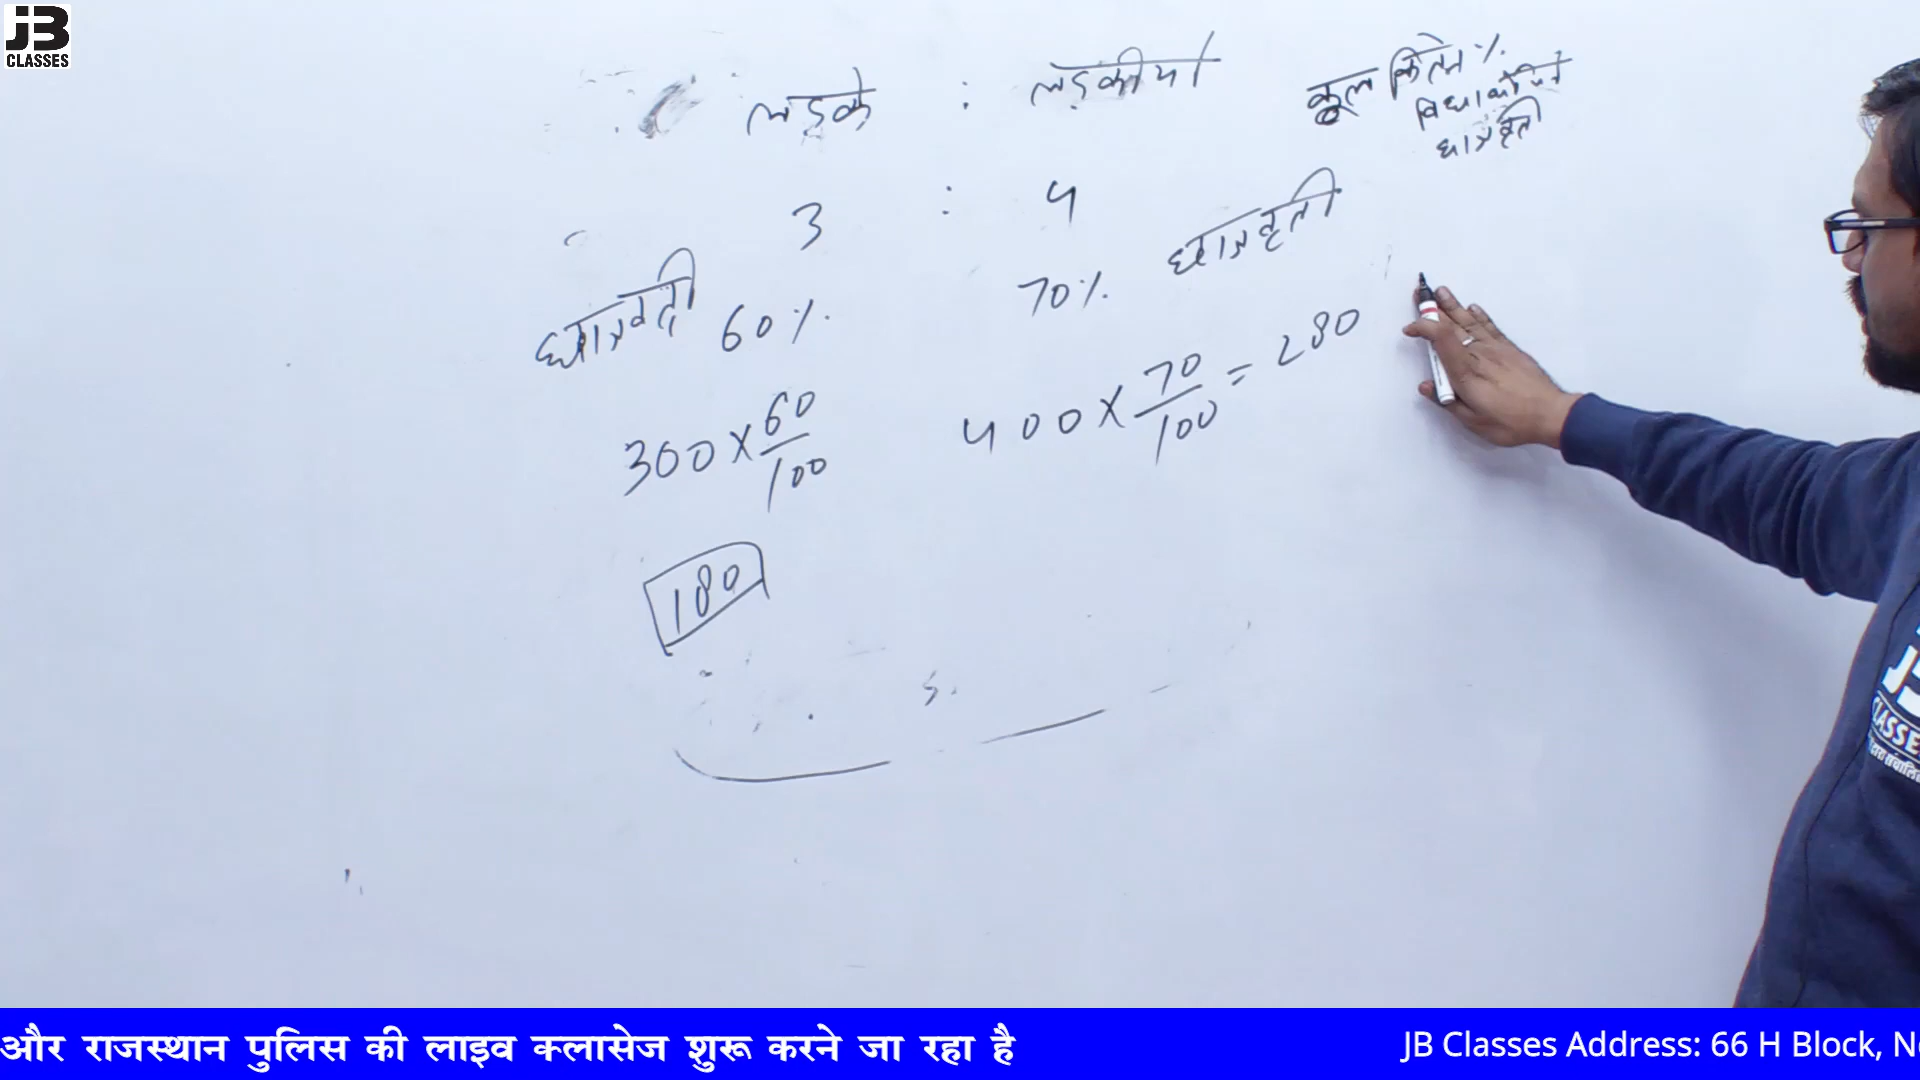 JB
CLASSES
लड़के : लड़कीयां
कुल कितने %
विधार्थीयों
छात्रवृती
3 : 4
छात्रवृती 60%.
70%. छात्रवृती
300 × 60/100
400 × 70/100 = 280
180
CLASSE
और राजस्थान पुलिस की लाइव क्लासेज शुरू करने जा रहा है
JB Classes Address: 66 H Block, N